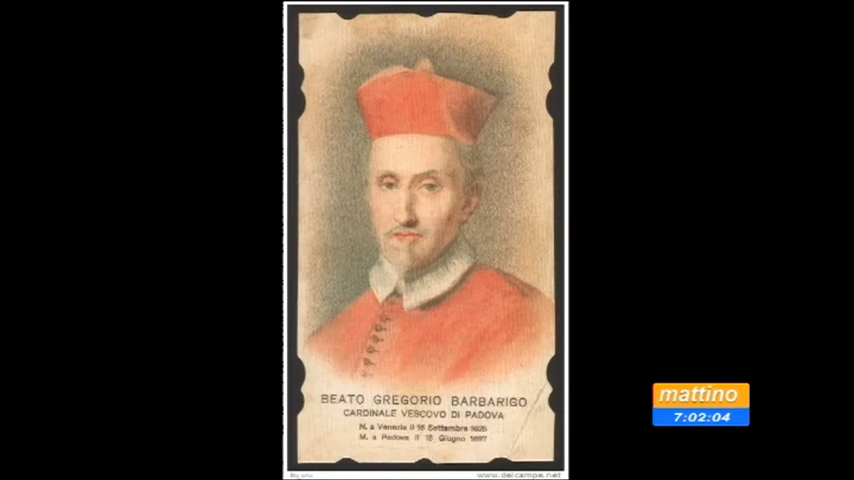 BEATO GREGORIO BARBARIGO
CARDINALE VESCOVO DI PADOVA
N. a Venezia il 16 Settembre 1625
M. a Padova il 18 Giugno 1697
www.delcampe.net
mattino
7:02:04